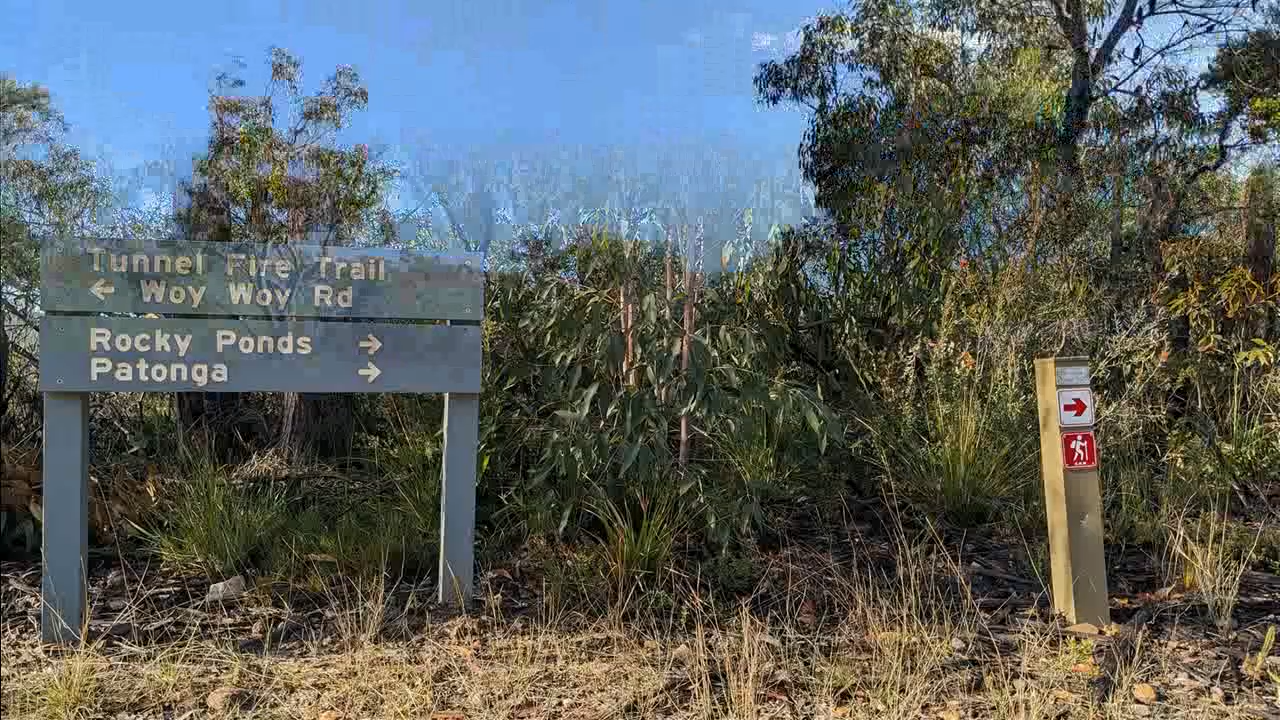 Tunnel Fire Trail
← Woy Woy Rd
Rocky Ponds →
Patonga →